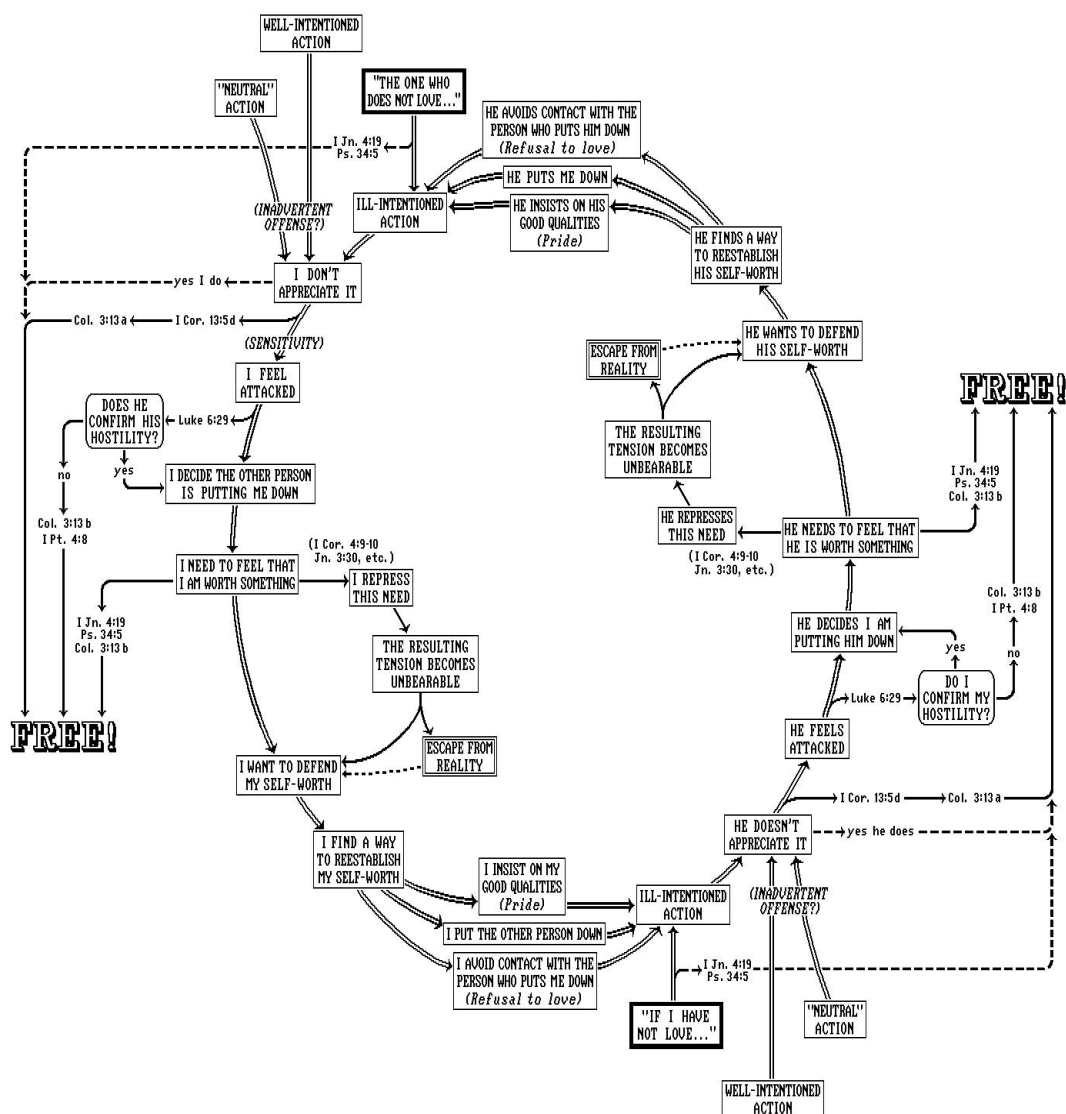 WELL-INTENTIONED
ACTION
"NEUTRAL"
ACTION
"THE ONE WHO
DOES NOT LOVE..."
I Jn. 4:19
Ps. 34:5
HE AVOIDS CONTACT WITH THE
PERSON WHO PUTS HIM DOWN
(Refusal to love)
HE PUTS ME DOWN
HE INSISTS ON HIS
GOOD QUALITIES
(Pride)
ILL-INTENTIONED
ACTION
(INADVERTENT
OFFENSE?)
HE FINDS A WAY
TO REESTABLISH
HIS SELF-WORTH
I DON'T
APPRECIATE IT
yes I do
Col. 3:13a
I Cor. 13:5d
(SENSITIVITY)
HE WANTS TO DEFEND
HIS SELF-WORTH
ESCAPE FROM
REALITY
I FEEL
ATTACKED
FREE!
DOES HE
CONFIRM HIS
HOSTILITY?
Luke 6:29
no
yes
THE RESULTING
TENSION BECOMES
UNBEARABLE
I DECIDE THE OTHER PERSON
IS PUTTING ME DOWN
I Jn. 4:19
Ps. 34:5
Col. 3:13b
Col. 3:13b
I Pt. 4:8
HE REPRESSES
THIS NEED
HE NEEDS TO FEEL THAT
HE IS WORTH SOMETHING
(I Cor. 4:9-10
Jn. 3:30, etc.)
(I Cor. 4:9-10
Jn. 3:30, etc.)
I NEED TO FEEL THAT
I AM WORTH SOMETHING
I REPRESS
THIS NEED
Col. 3:13b
I Pt. 4:8
I Jn. 4:19
Ps. 34:5
Col. 3:13b
HE DECIDES I AM
PUTTING HIM DOWN
yes
no
THE RESULTING
TENSION BECOMES
UNBEARABLE
Luke 6:29
DO I
CONFIRM MY
HOSTILITY?
FREE!
HE FEELS
ATTACKED
ESCAPE FROM
REALITY
I WANT TO DEFEND
MY SELF-WORTH
I Cor. 13:5d
Col. 3:13a
HE DOESN'T
APPRECIATE IT
yes he does
I FIND A WAY
TO REESTABLISH
MY SELF-WORTH
I INSIST ON MY
GOOD QUALITIES
(Pride)
ILL-INTENTIONED
ACTION
(INADVERTENT
OFFENSE?)
I PUT THE OTHER PERSON DOWN
I AVOID CONTACT WITH THE
PERSON WHO PUTS ME DOWN
(Refusal to love)
I Jn. 4:19
Ps. 34:5
"IF I HAVE
NOT LOVE..."
"NEUTRAL"
ACTION
WELL-INTENTIONED
ACTION